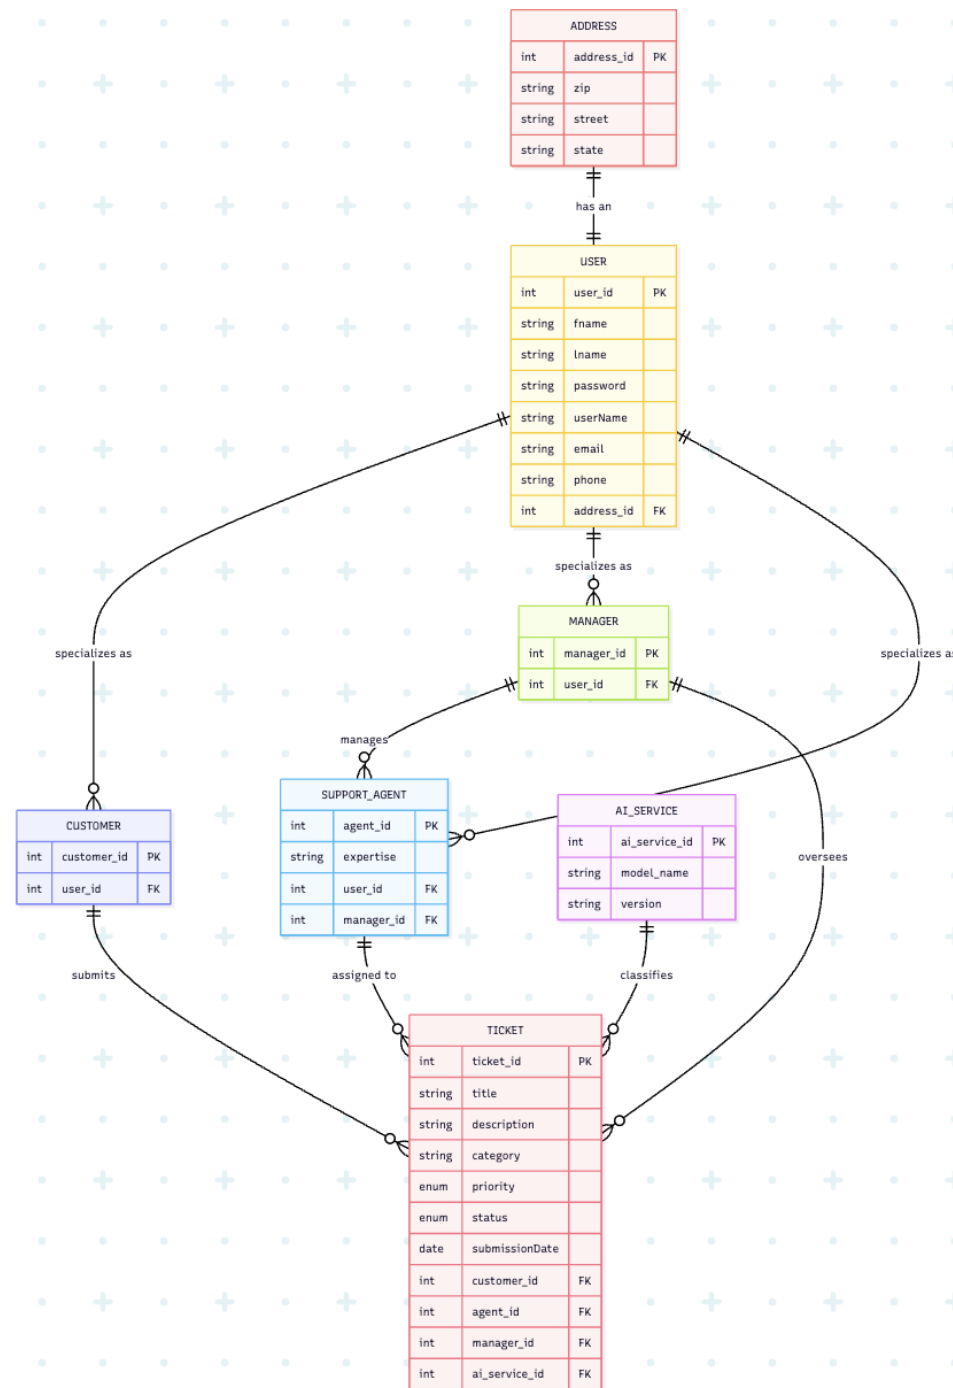 ADDRESS
int address_id PK
string zip
string street
string state
has an
USER
int user_id PK
string fname
string lname
string password
string userName
string email
string phone
int address_id FK
specializes as
MANAGER
int manager_id PK
int user_id FK
specializes as
specializes as
manages
SUPPORT_AGENT
int agent_id PK
string expertise
int user_id FK
int manager_id FK
AI_SERVICE
int ai_service_id PK
string model_name
string version
CUSTOMER
int customer_id PK
int user_id FK
oversees
submits
assigned to
classifies
TICKET
int ticket_id PK
string title
string description
string category
enum priority
enum status
date submissionDate
int customer_id FK
int agent_id FK
int manager_id FK
int ai_service_id FK